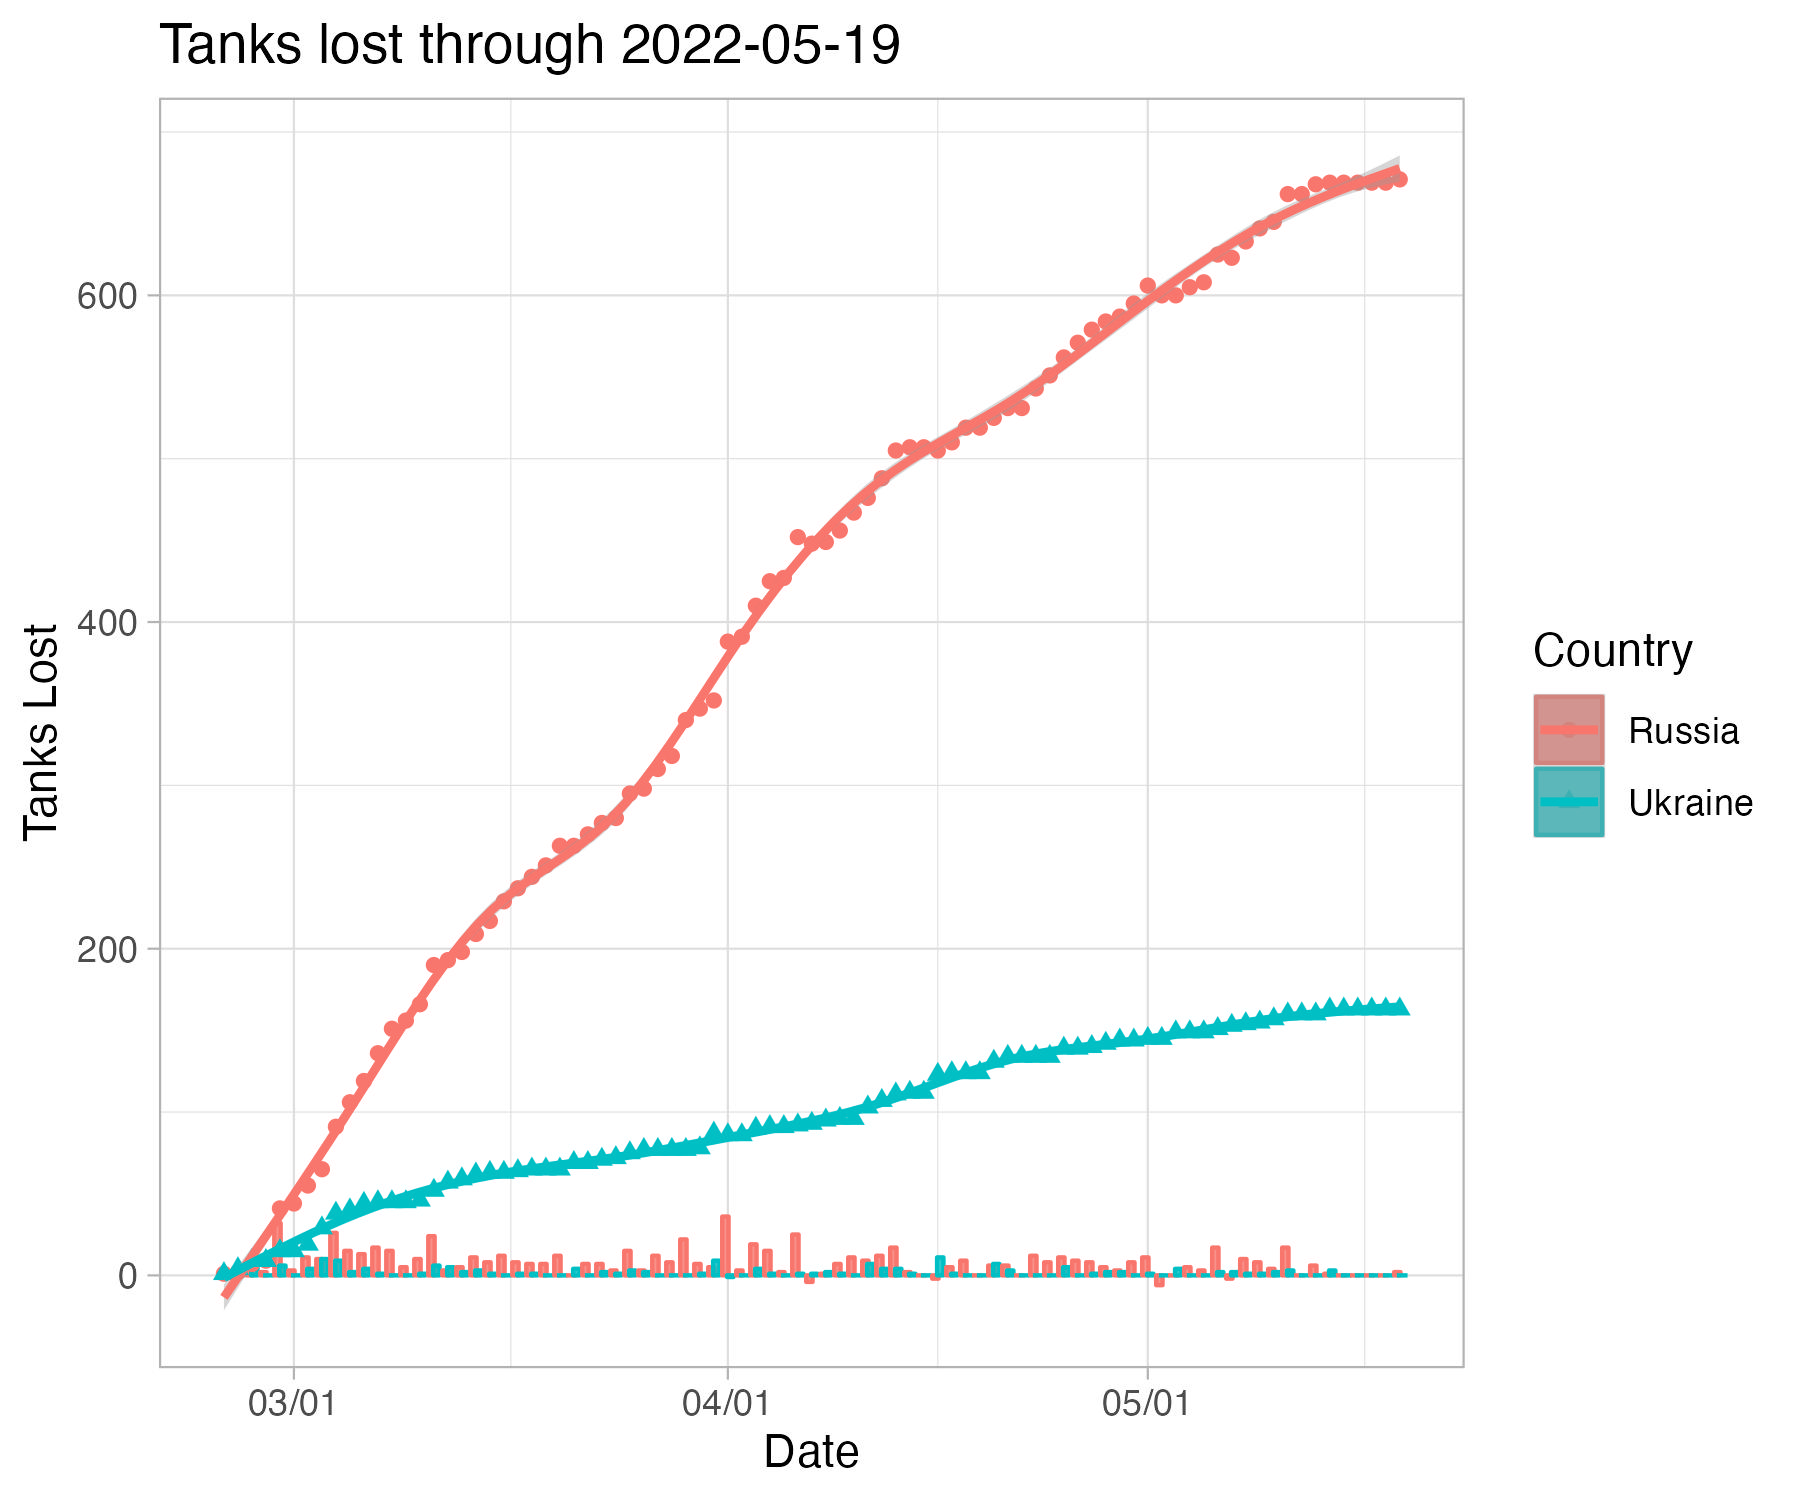 Tanks lost through 2022-05-19
Tanks Lost
600
400
200
0
03/01 04/01 05/01
Date
Country
Russia
Ukraine